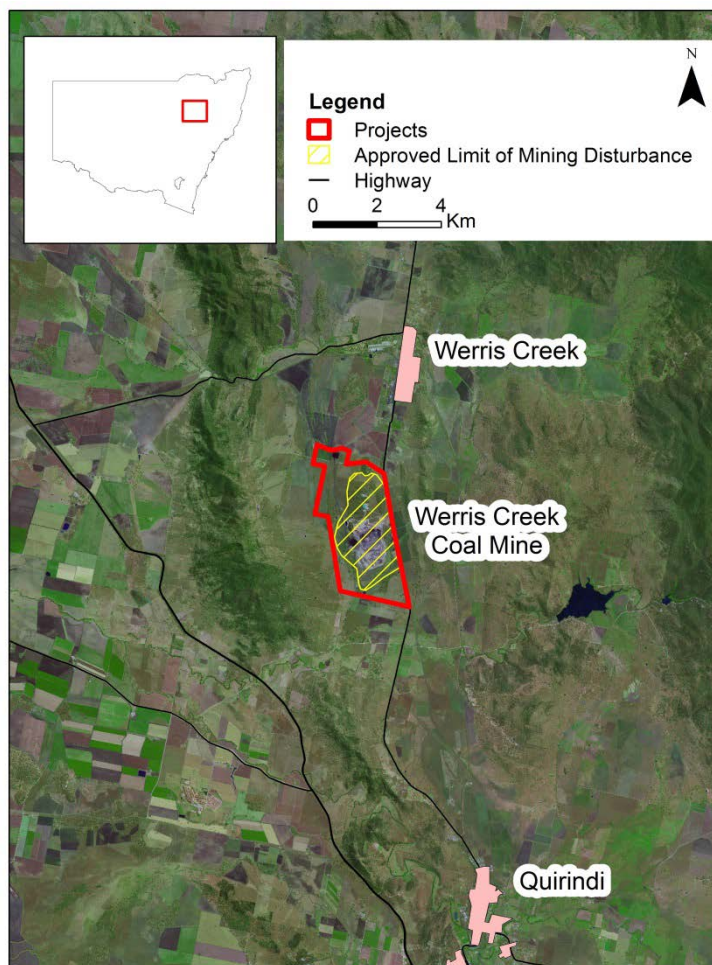 N
Legend
Projects
Approved Limit of Mining Disturbance
Highway
0 2 4
Km
Werris Creek
Werris Creek
Coal Mine
Quirindi